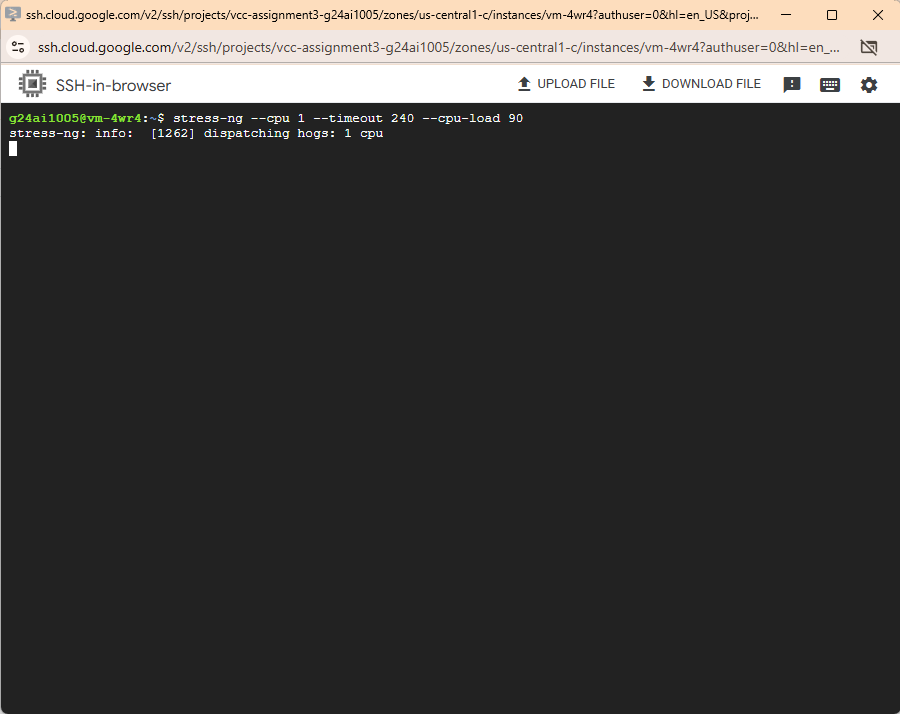 ssh.cloud.google.com/v2/ssh/projects/vcc-assignment3-g24ai1005/zones/us-central1-c/instances/vm-4wr4?authuser=0&hl=en_US&proj...
ssh.cloud.google.com/v2/ssh/projects/vcc-assignment3-g24ai1005/zones/us-central1-c/instances/vm-4wr4?authuser=0&hl=en_...
SSH-in-browser
UPLOAD FILE
DOWNLOAD FILE
g24ai1005@vm-4wr4:~$ stress-ng --cpu 1 --timeout 240 --cpu-load 90
stress-ng: info:  [1262] dispatching hogs: 1 cpu